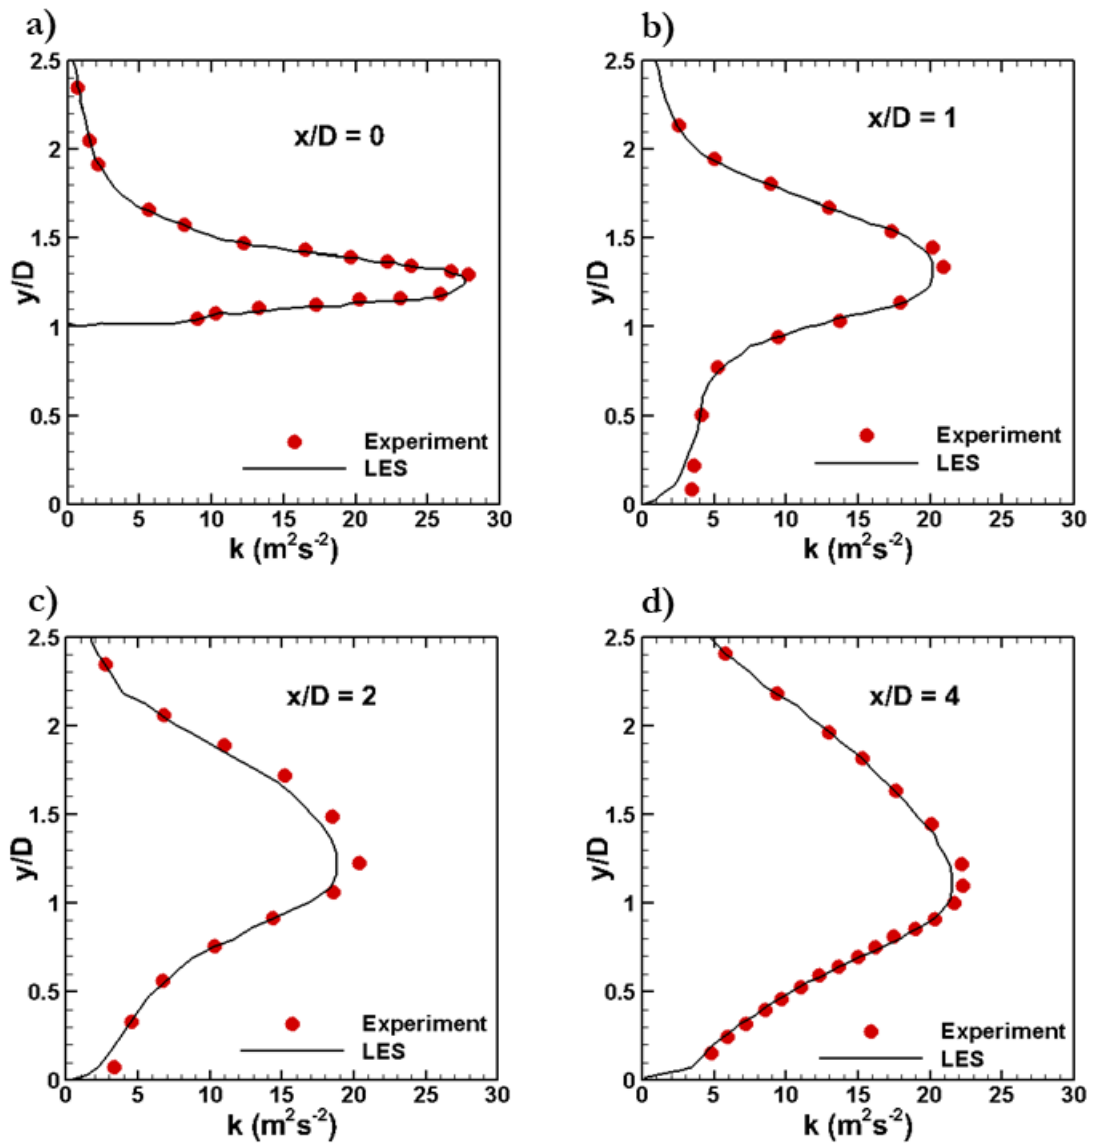 a)
2.5
2
1.5
1
0.5
0
y/D
x/D = 0
Experiment
LES
0 5 10 15 20 25 30
k (m²s⁻²)
b)
2.5
2
1.5
1
0.5
0
y/D
x/D = 1
Experiment
LES
0 5 10 15 20 25 30
k (m²s⁻²)
c)
2.5
2
1.5
1
0.5
0
y/D
x/D = 2
Experiment
LES
0 5 10 15 20 25 30
k (m²s⁻²)
d)
2.5
2
1.5
1
0.5
0
y/D
x/D = 4
Experiment
LES
0 5 10 15 20 25 30
k (m²s⁻²)